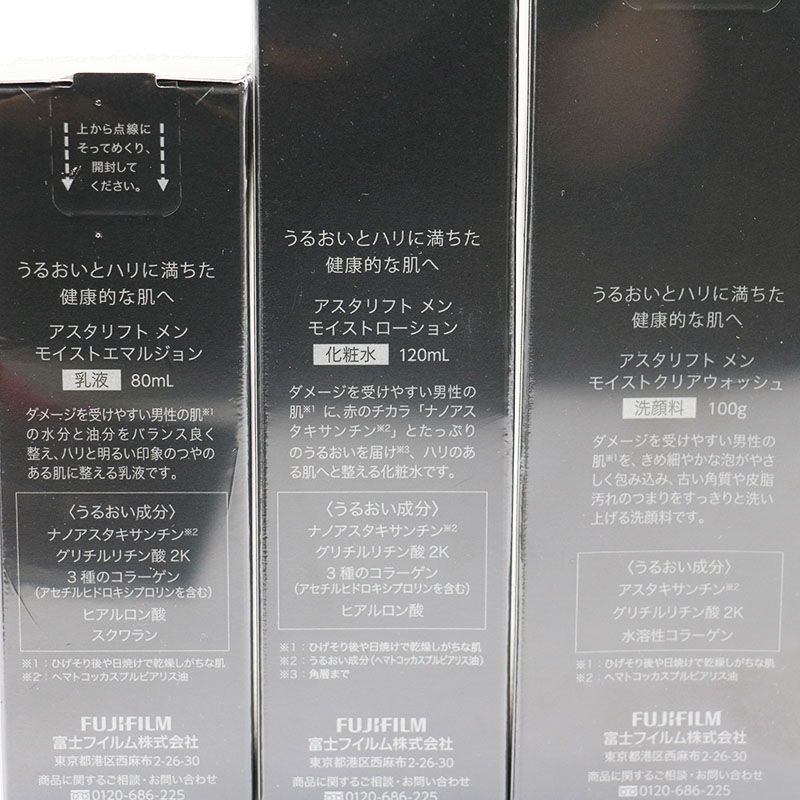 上から点線に
そってめくり、
開封して
ください。
うるおいとハリに満ちた
健康的な肌へ
アスタリフト メン
モイストエマルジョン
乳液 80mL
ダメージを受けやすい男性の肌※1
の水分と油分をバランス良く
整え、ハリと明るい印象のつやの
ある肌に整える乳液です。
〈うるおい成分〉
ナノアスタキサンチン※2
グリチルリチン酸 2K
3種のコラーゲン
(アセチルヒドロキシプロリンを含む)
ヒアルロン酸
スクワラン
※1：ひげそり後や日焼けで乾燥しがちな肌
※2：ヘマトコッカスプルビアリス油
FUJIFILM
富士フイルム株式会社
東京都港区西麻布2-26-30
商品に関するご相談・お問い合わせ
0120-686-225
うるおいとハリに満ちた
健康的な肌へ
アスタリフト メン
モイストローション
化粧水 120mL
ダメージを受けやすい男性の
肌※1 に、赤のチカラ「ナノアス
タキサンチン※2」とたっぷり
のうるおいを届け※3、ハリのあ
る肌へと整える化粧水です。
〈うるおい成分〉
ナノアスタキサンチン※2
グリチルリチン酸 2K
3種のコラーゲン
(アセチルヒドロキシプロリンを含む)
ヒアルロン酸
※1：ひげそり後や日焼けで乾燥しがちな肌
※2：うるおい成分(ヘマトコッカスプルビアリス油)
※3：角層まで
FUJIFILM
富士フイルム株式会社
東京都港区西麻布2-26-30
商品に関するご相談・お問い合わせ
0120-686-225
うるおいとハリに満ちた
健康的な肌へ
アスタリフト メン
モイストクリアウォッシュ
洗顔料 100g
ダメージを受けやすい男性の
肌※1を、きめ細やかな泡がやさ
しく包み込み、古い角質や皮脂
汚れのつまりをすっきりと洗い
上げる洗顔料です。
〈うるおい成分〉
アスタキサンチン※2
グリチルリチン酸 2K
水溶性コラーゲン
※1：ひげそり後や日焼けで乾燥しがちな肌
※2：ヘマトコッカスプルビアリス油
FUJIFILM
富士フイルム株式会社
東京都港区西麻布2-26-30
商品に関するご相談・お問い合わせ
0120-686-225